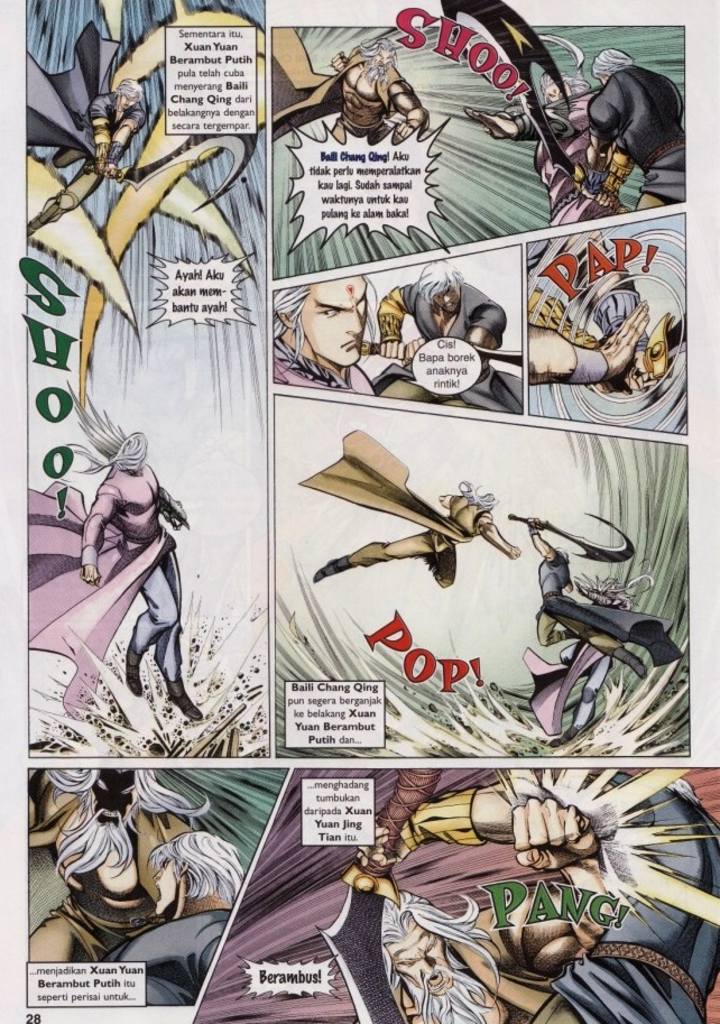 Sementara itu,
Xuan Yuan
Berambut Putih
pula telah cuba
menyerang Baili
Chang Qing dari
belakangnya dengan
secara tergempar.
Ayah! Aku
akan mem-
bantu ayah!
SHOOO!
SHOOO!
Baili Chang Qing! Aku
tidak perlu memperalatkan
kau lagi. Sudah sampai
waktunya untuk kau
pulang ke alam baka!
Cis!
Bapa borek
anaknya
rintik!
PAP!
POP!
Baili Chang Qing
pun segera berganjak
ke belakang Xuan
Yuan Berambut
Putih dan...
...menjadikan Xuan Yuan
Berambut Putih itu
seperti perisai untuk...
...menghadang
tumbukan
daripada Xuan
Yuan Jing
Tian itu.
PANG!
Berambus!
28